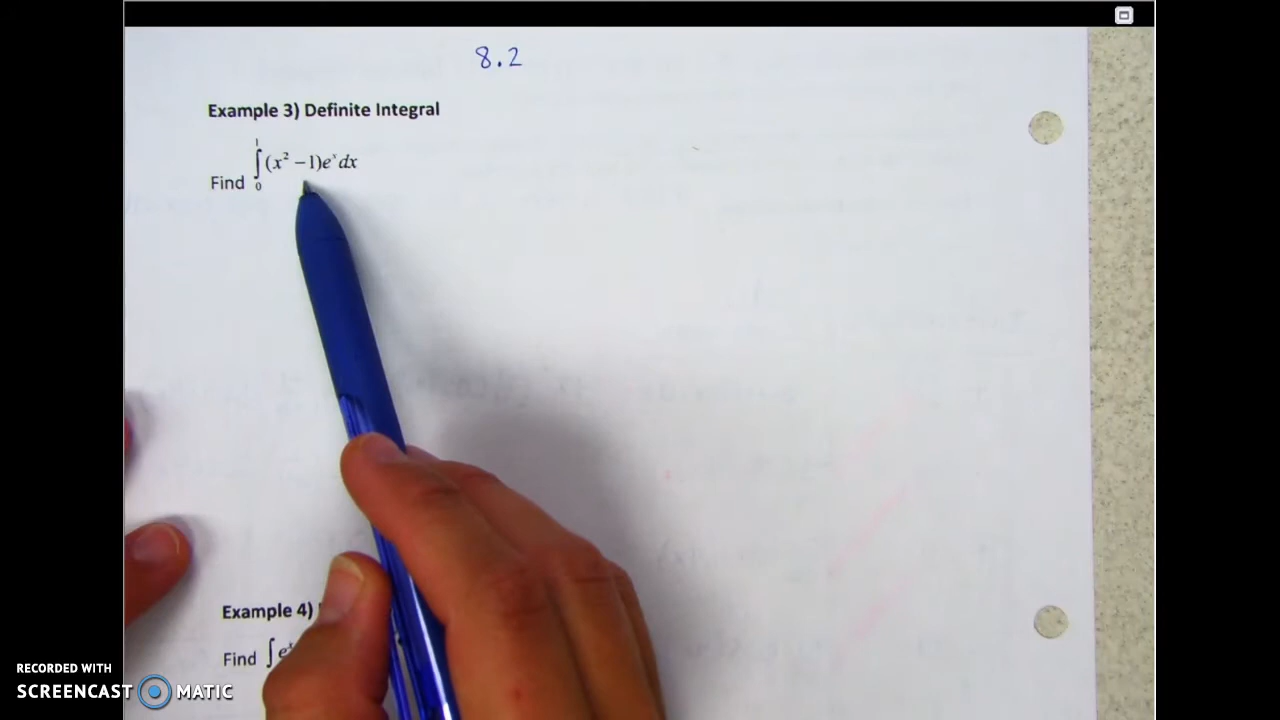 8.2
Example 3) Definite Integral
Find ∫₀¹ (x² − 1)eˣ dx
Example 4)
Find ∫ eˣ
RECORDED WITH
SCREENCAST MATIC